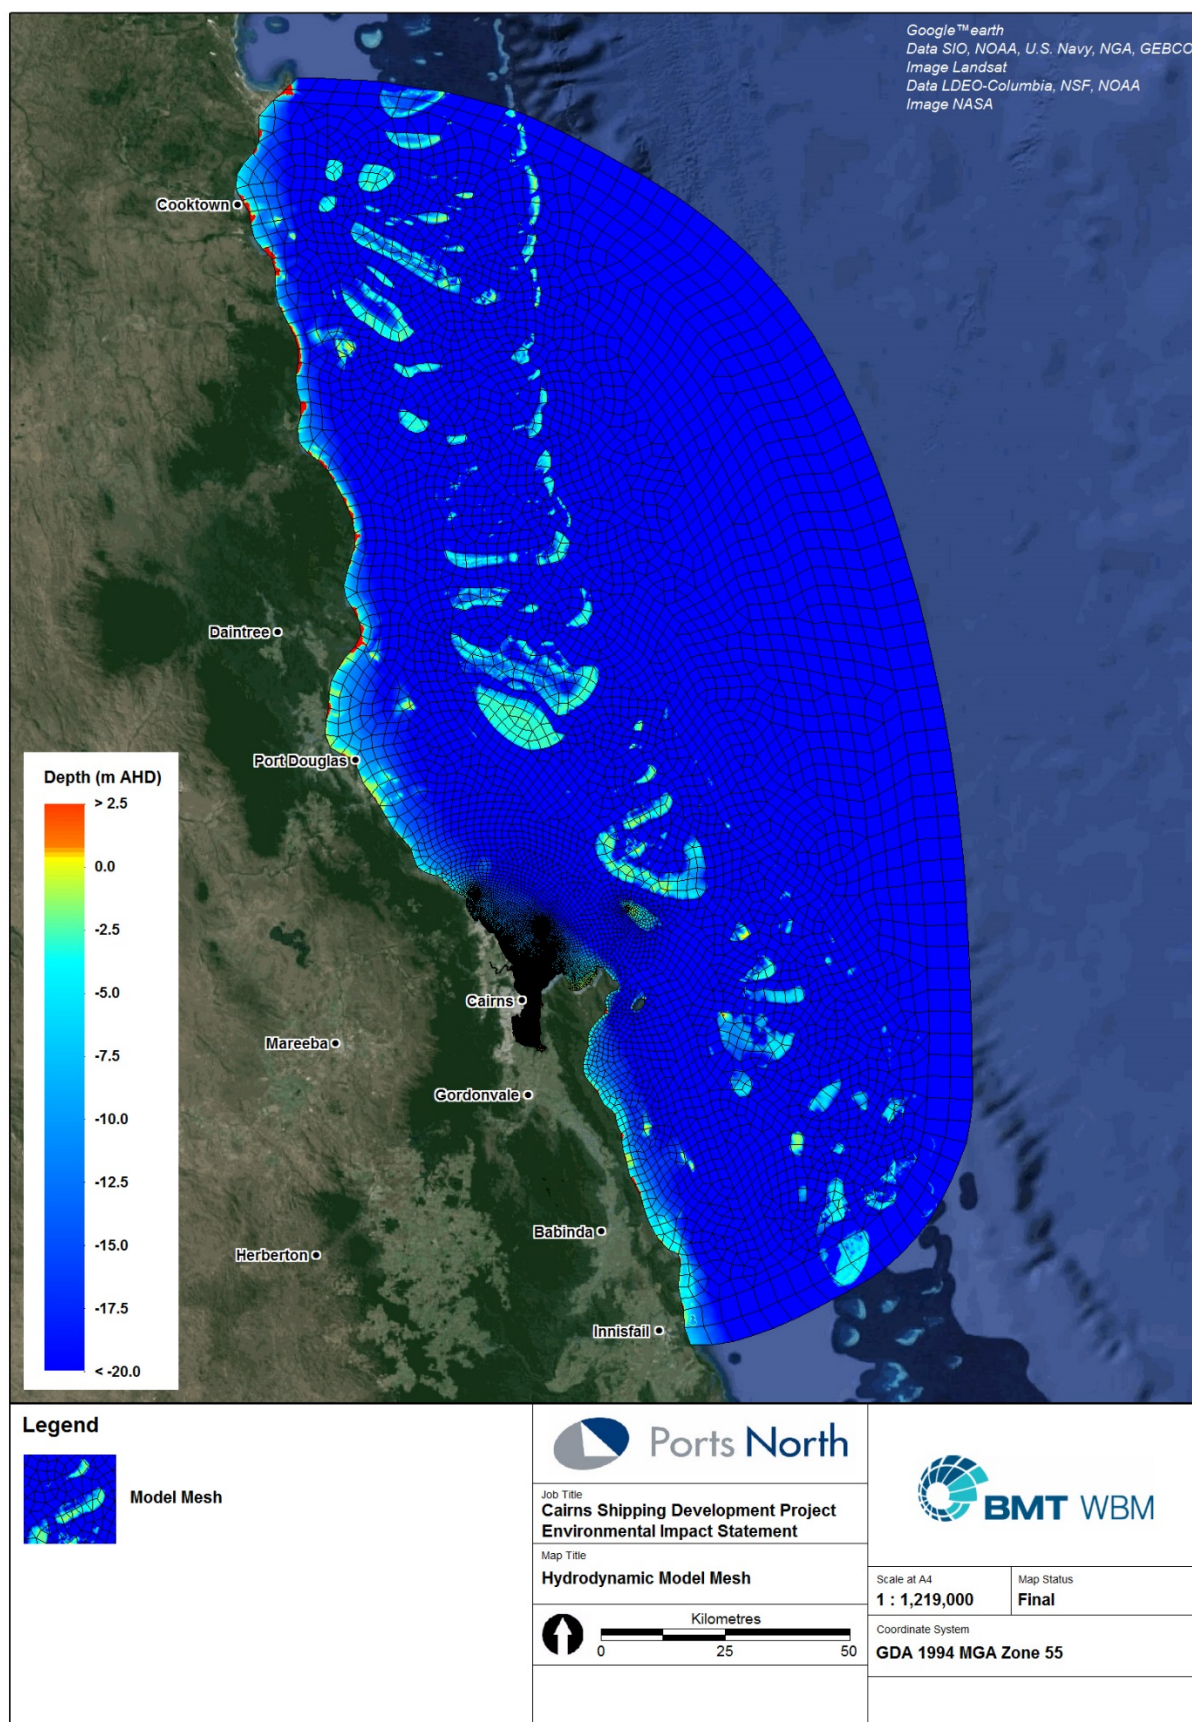 Google™earth
Data SIO, NOAA, U.S. Navy, NGA, GEBCO
Image Landsat
Data LDEO-Columbia, NSF, NOAA
Image NASA
Cooktown
Daintree
Port Douglas
Cairns
Mareeba
Gordonvale
Babinda
Herberton
Innisfail
Depth (m AHD)
> 2.5
0.0
-2.5
-5.0
-7.5
-10.0
-12.5
-15.0
-17.5
< -20.0
Legend
Model Mesh
Ports North
Job Title
Cairns Shipping Development Project
Environmental Impact Statement
Map Title
Hydrodynamic Model Mesh
Kilometres
0 25 50
BMT WBM
Scale at A4
1 : 1,219,000
Map Status
Final
Coordinate System
GDA 1994 MGA Zone 55